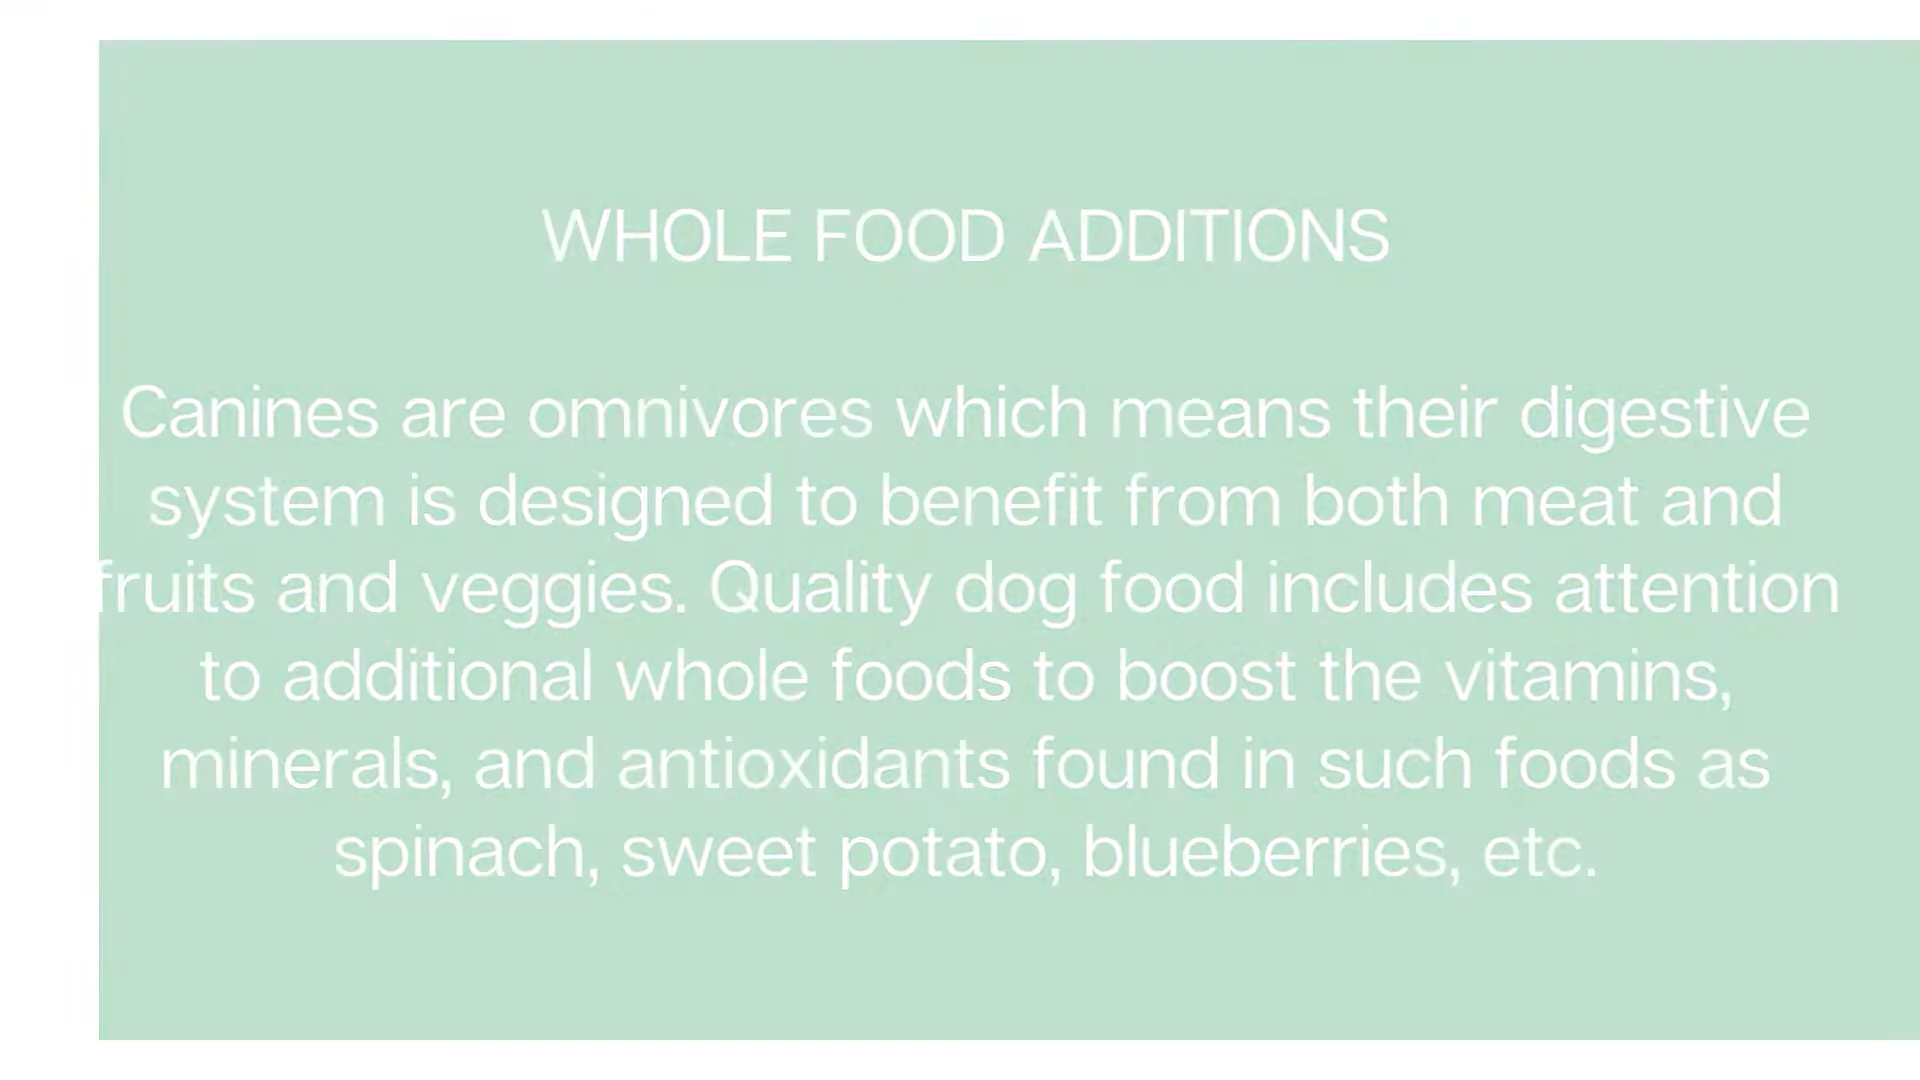 WHOLE FOOD ADDITIONS
Canines are omnivores which means their digestive
system is designed to benefit from both meat and
fruits and veggies. Quality dog food includes attention
to additional whole foods to boost the vitamins,
minerals, and antioxidants found in such foods as
spinach, sweet potato, blueberries, etc.